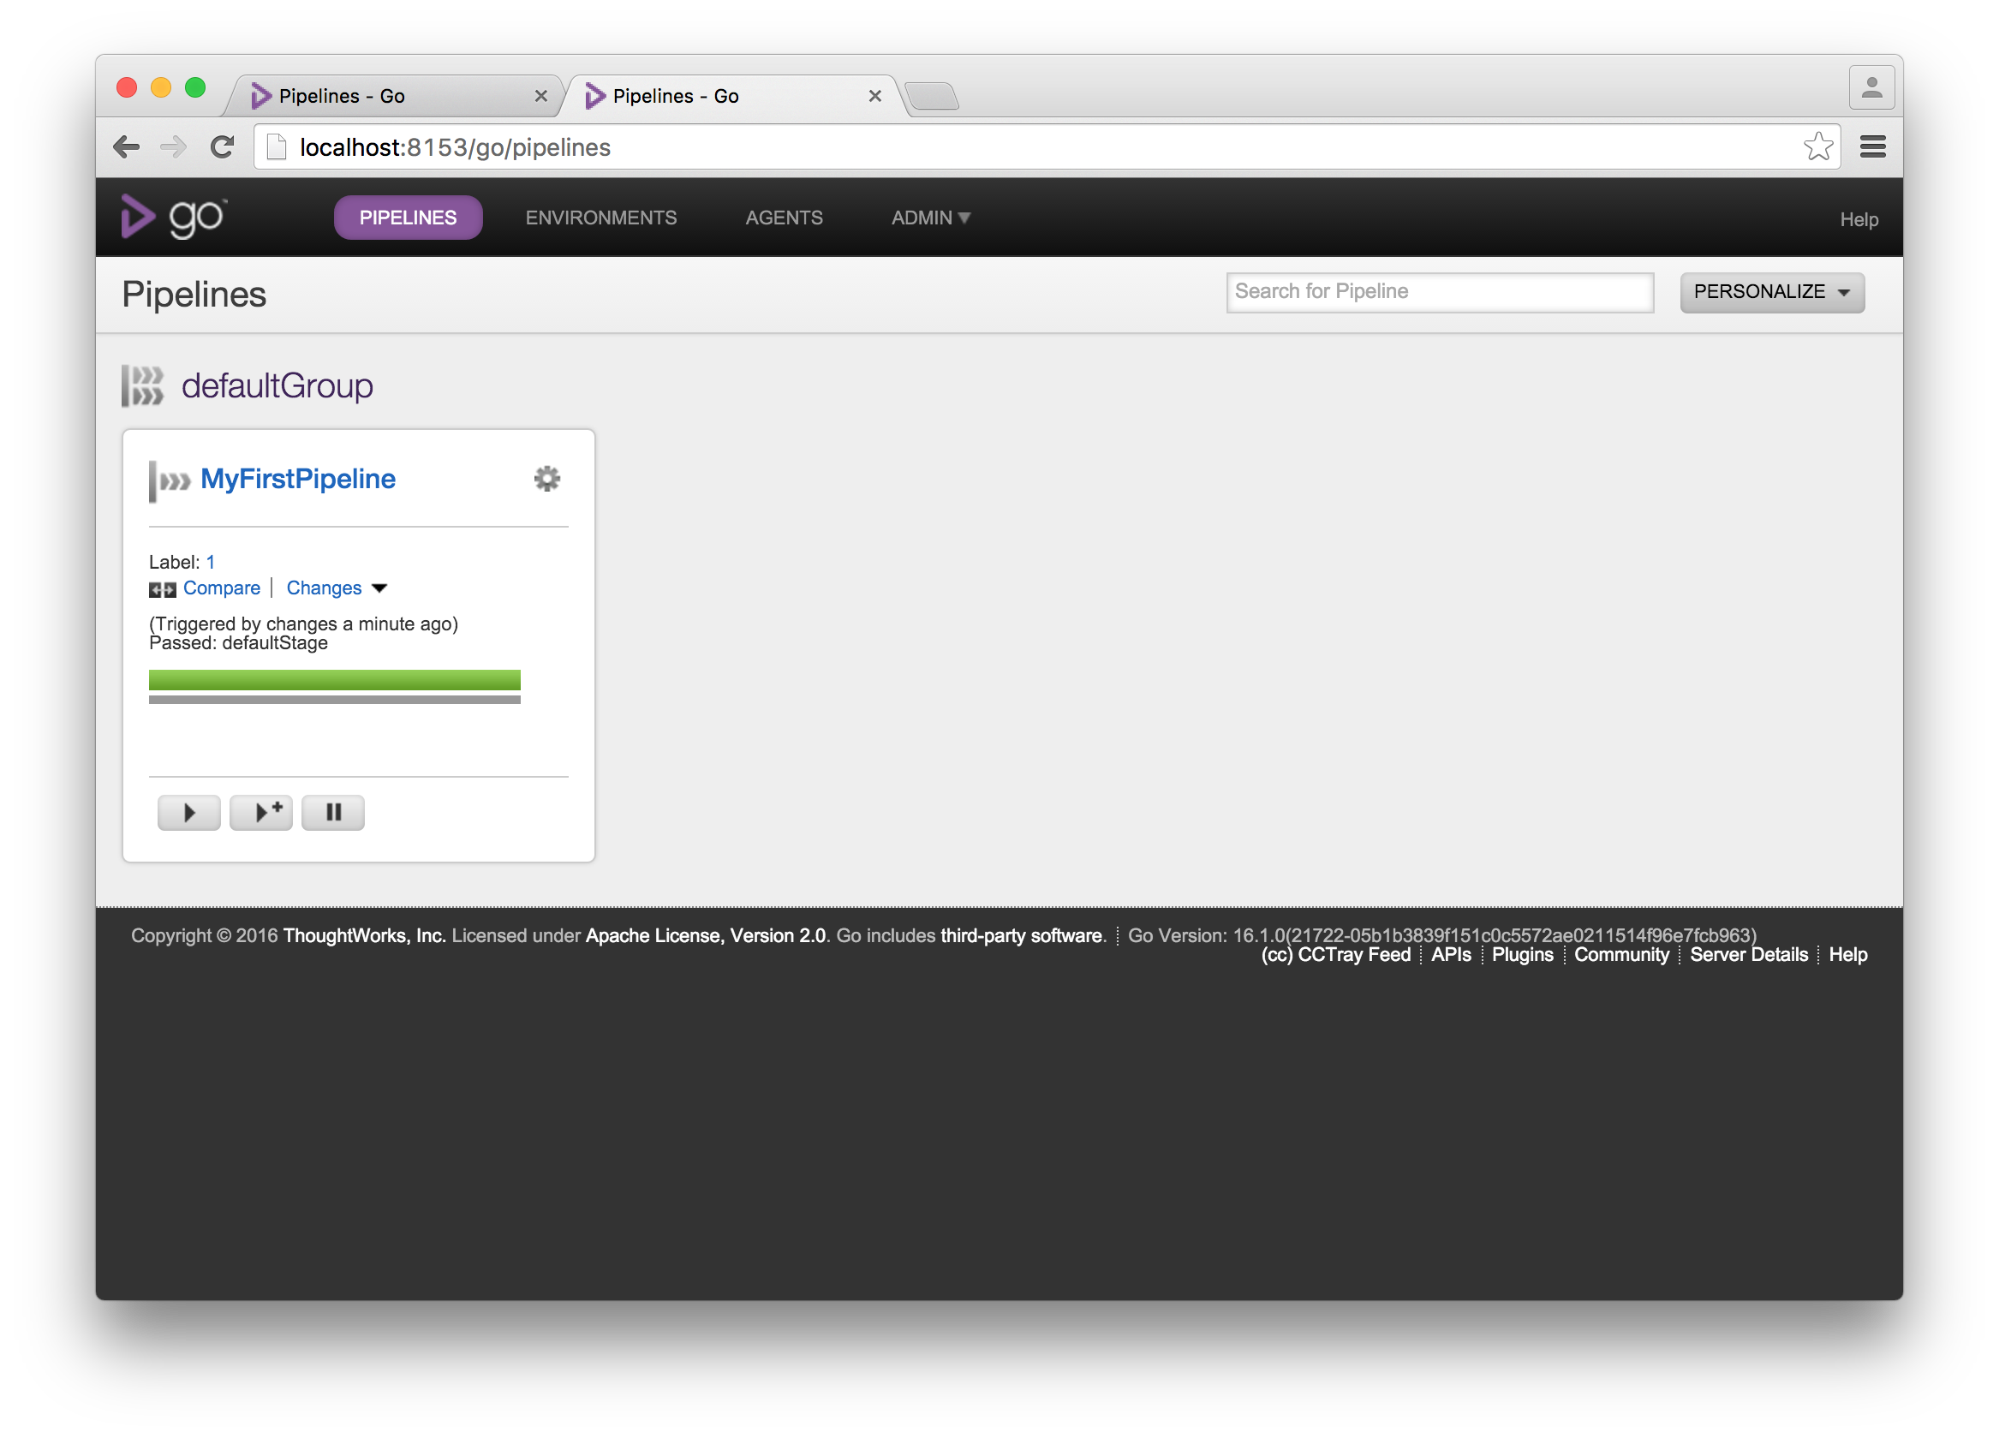 Pipelines - Go
Pipelines - Go
localhost:8153/go/pipelines
go™
PIPELINES ENVIRONMENTS AGENTS ADMIN Help
Pipelines
Search for Pipeline
PERSONALIZE
defaultGroup
MyFirstPipeline
Label: 1
Compare | Changes
(Triggered by changes a minute ago)
Passed: defaultStage
Copyright © 2016 ThoughtWorks, Inc. Licensed under Apache License, Version 2.0. Go includes third-party software. Go Version: 16.1.0(21722-05b1b3839f151c0c5572ae0211514f96e7fcb963)
(cc) CCTray Feed APIs Plugins Community Server Details Help